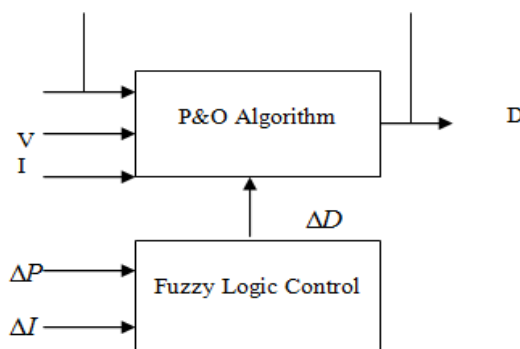 P&O Algorithm
D
V
I
ΔD
ΔP
Fuzzy Logic Control
ΔI